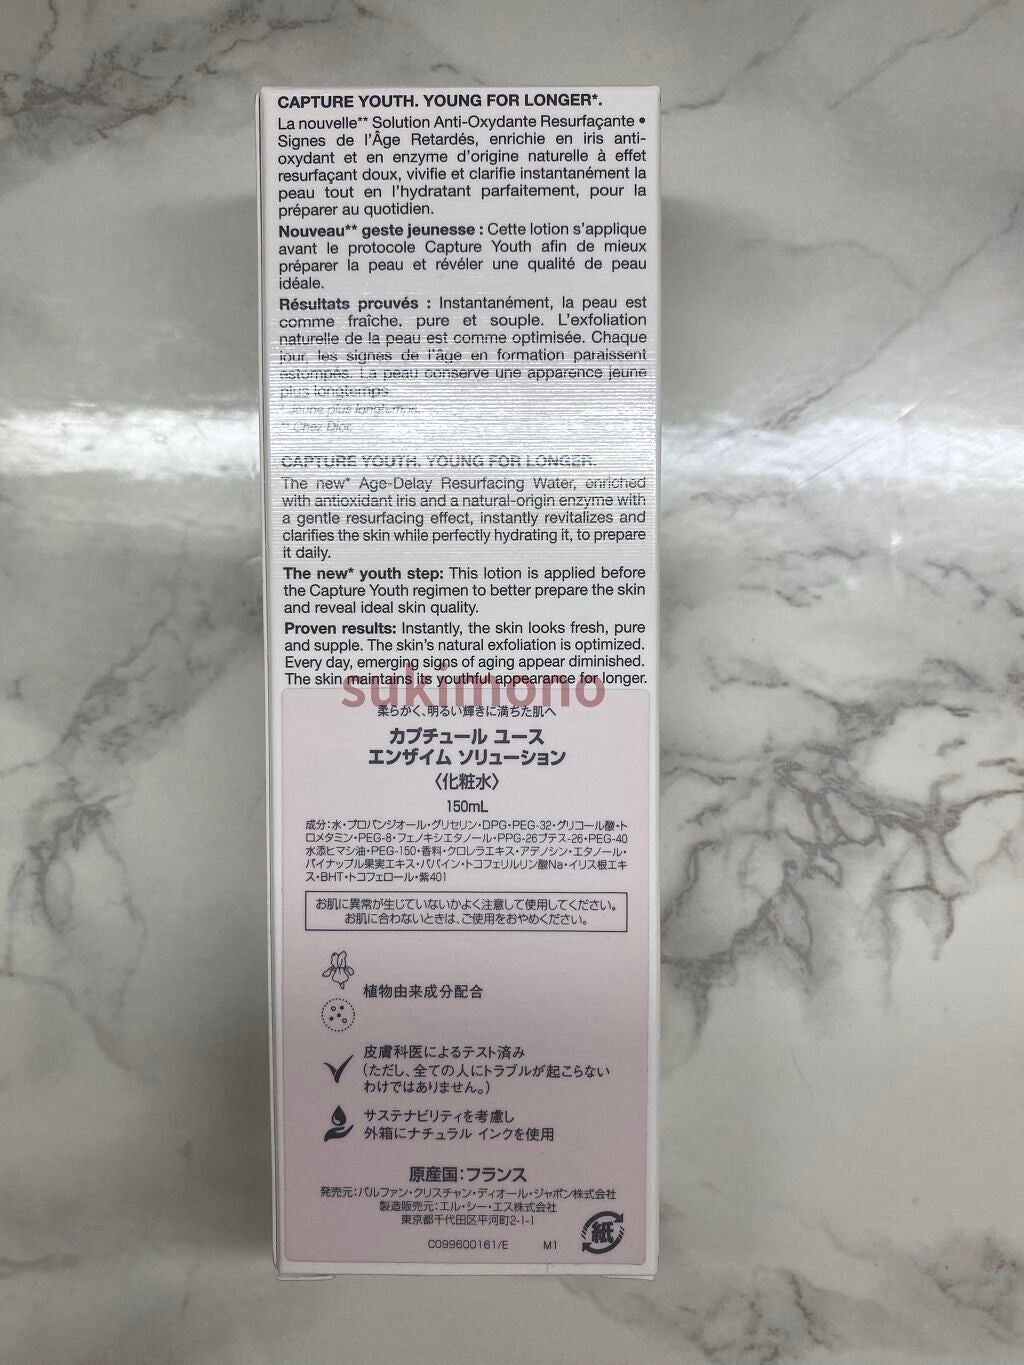 CAPTURE YOUTH. YOUNG FOR LONGER*.
La nouvelle** Solution Anti-Oxydante Resurfaçante •
Signes de l'Âge Retardés, enrichie en iris anti-
oxydant et en enzyme d'origine naturelle à effet
resurfaçant doux, vivifie et clarifie instantanément la
peau tout en l'hydratant parfaitement, pour la
préparer au quotidien.
Nouveau** geste jeunesse : Cette lotion s'applique
avant le protocole Capture Youth afin de mieux
préparer la peau et révéler une qualité de peau
idéale.
Résultats prouvés : Instantanément, la peau est
comme fraîche, pure et souple. L'exfoliation
naturelle de la peau est comme optimisée. Chaque
jour, les signes de l'âge en formation paraissent
estompés. La peau conserve une apparence jeune
plus longtemps.
* Jeune plus longtemps.
** Chez Dior.
CAPTURE YOUTH. YOUNG FOR LONGER.
The new* Age-Delay Resurfacing Water, enriched
with antioxidant iris and a natural-origin enzyme with
a gentle resurfacing effect, instantly revitalizes and
clarifies the skin while perfectly hydrating it, to prepare
it daily.
The new* youth step: This lotion is applied before
the Capture Youth regimen to better prepare the skin
and reveal ideal skin quality.
Proven results: Instantly, the skin looks fresh, pure
and supple. The skin's natural exfoliation is optimized.
Every day, emerging signs of aging appear diminished.
The skin maintains its youthful appearance for longer.
sukimono
柔らかく、明るい輝きに満ちた肌へ
カプチュール ユース
エンザイム ソリューション
〈化粧水〉
150mL
成分:水・プロパンジオール・グリセリン・DPG・PEG-32・グリコール酸・ト
ロメタミン・PEG-8・フェノキシエタノール・PPG-26ブテス-26・PEG-40
水添ヒマシ油・PEG-150・香料・クロレラエキス・アデノシン・エタノール・
パイナップル果実エキス・パパイン・トコフェリルリン酸Na・イリス根エキ
ス・BHT・トコフェロール・紫401
お肌に異常が生じていないかよく注意して使用してください。
お肌に合わないときは、ご使用をおやめください。
植物由来成分配合
皮膚科医によるテスト済み
(ただし、全ての人にトラブルが起こらない
わけではありません。)
サステナビリティを考慮し
外箱にナチュラル インクを使用
原産国:フランス
発売元:パルファン・クリスチャン・ディオール・ジャポン株式会社
製造販売元:エル・シー・エス株式会社
東京都千代田区平河町2-1-1
C099600161/E M1
紙